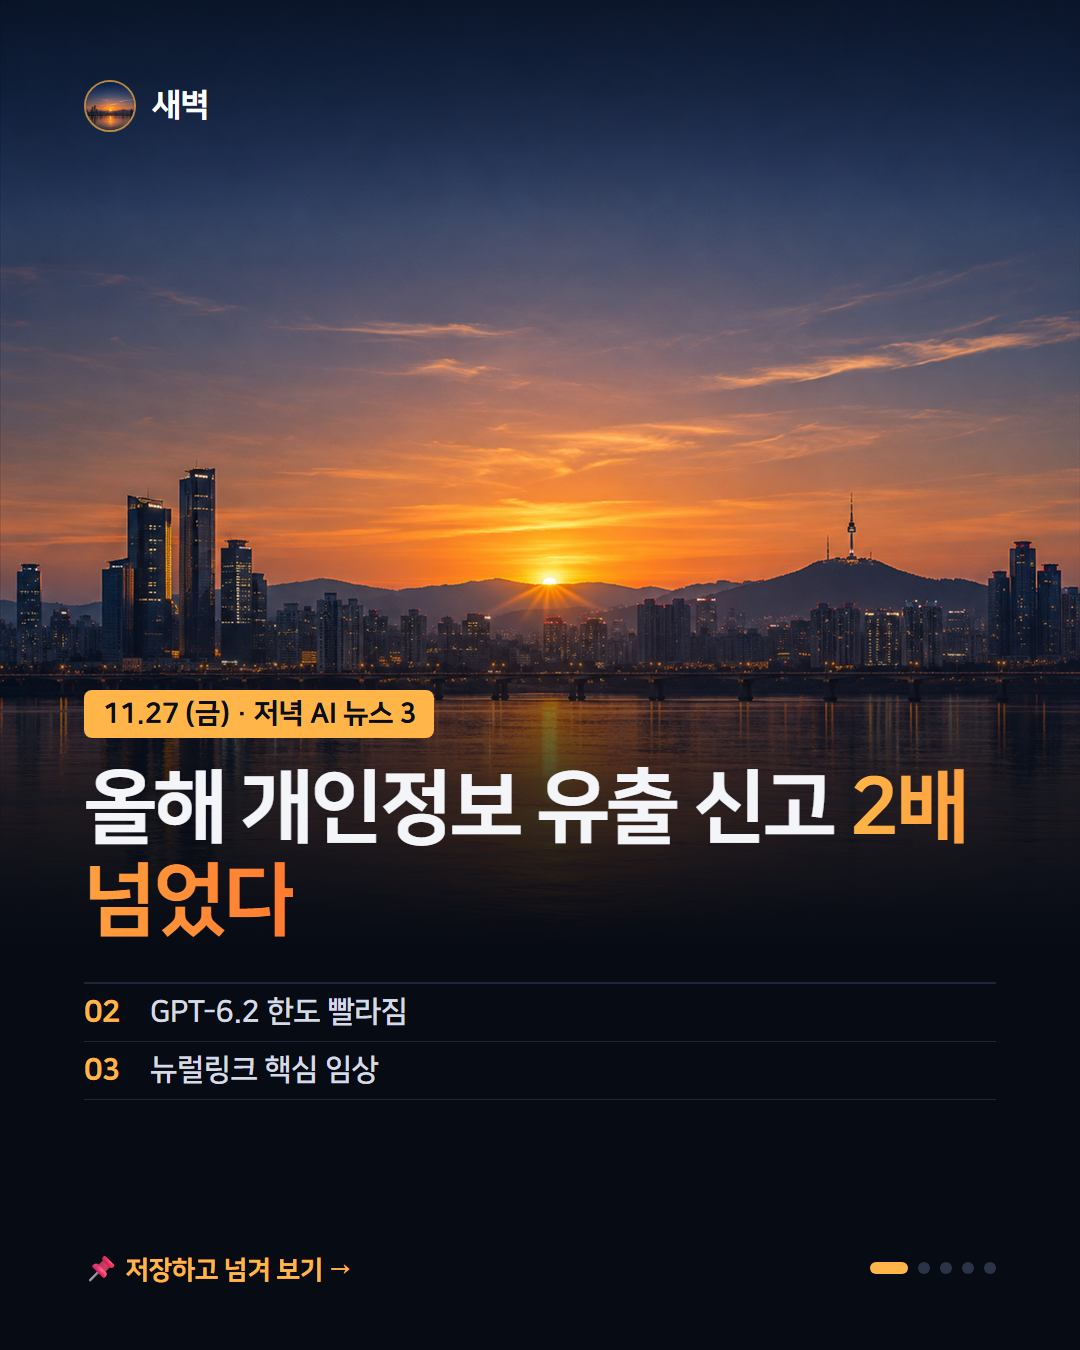 새벽
11.27 (금) · 저녁 AI 뉴스 3
올해 개인정보 유출 신고 2배
넘었다
02 GPT-6.2 한도 빨라짐
03 뉴럴링크 핵심 임상
📌 저장하고 넘겨 보기 →